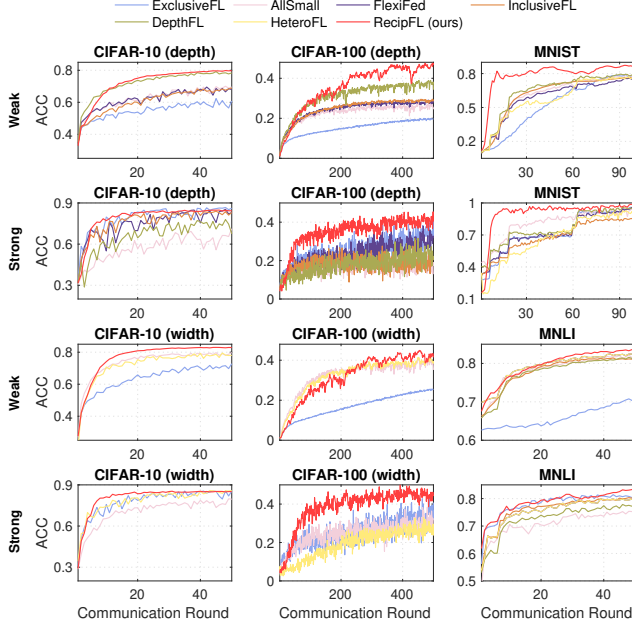 ExclusiveFL AllSmall FlexiFed InclusiveFL
DepthFL HeteroFL RecipFL (ours)
CIFAR-10 (depth) CIFAR-100 (depth) MNIST
Weak ACC
0.8 0.6 0.4
0.4 0.2 0
0.8 0.5 0.2
20 40 200 400 30 60 90
CIFAR-10 (depth) CIFAR-100 (depth) MNIST
Strong ACC
0.9 0.6 0.3
0.4 0.2 0
1 0.7 0.4 0.1
20 40 200 400 30 60 90
CIFAR-10 (width) CIFAR-100 (width) MNLI
Weak ACC
0.8 0.6 0.4
0.4 0.2 0
0.8 0.7 0.6
20 40 200 400 20 40
CIFAR-10 (width) CIFAR-100 (width) MNLI
Strong ACC
0.9 0.6 0.3
0.4 0.2 0
0.8 0.7 0.6 0.5
20 40 200 400 20 40
Communication Round Communication Round Communication Round